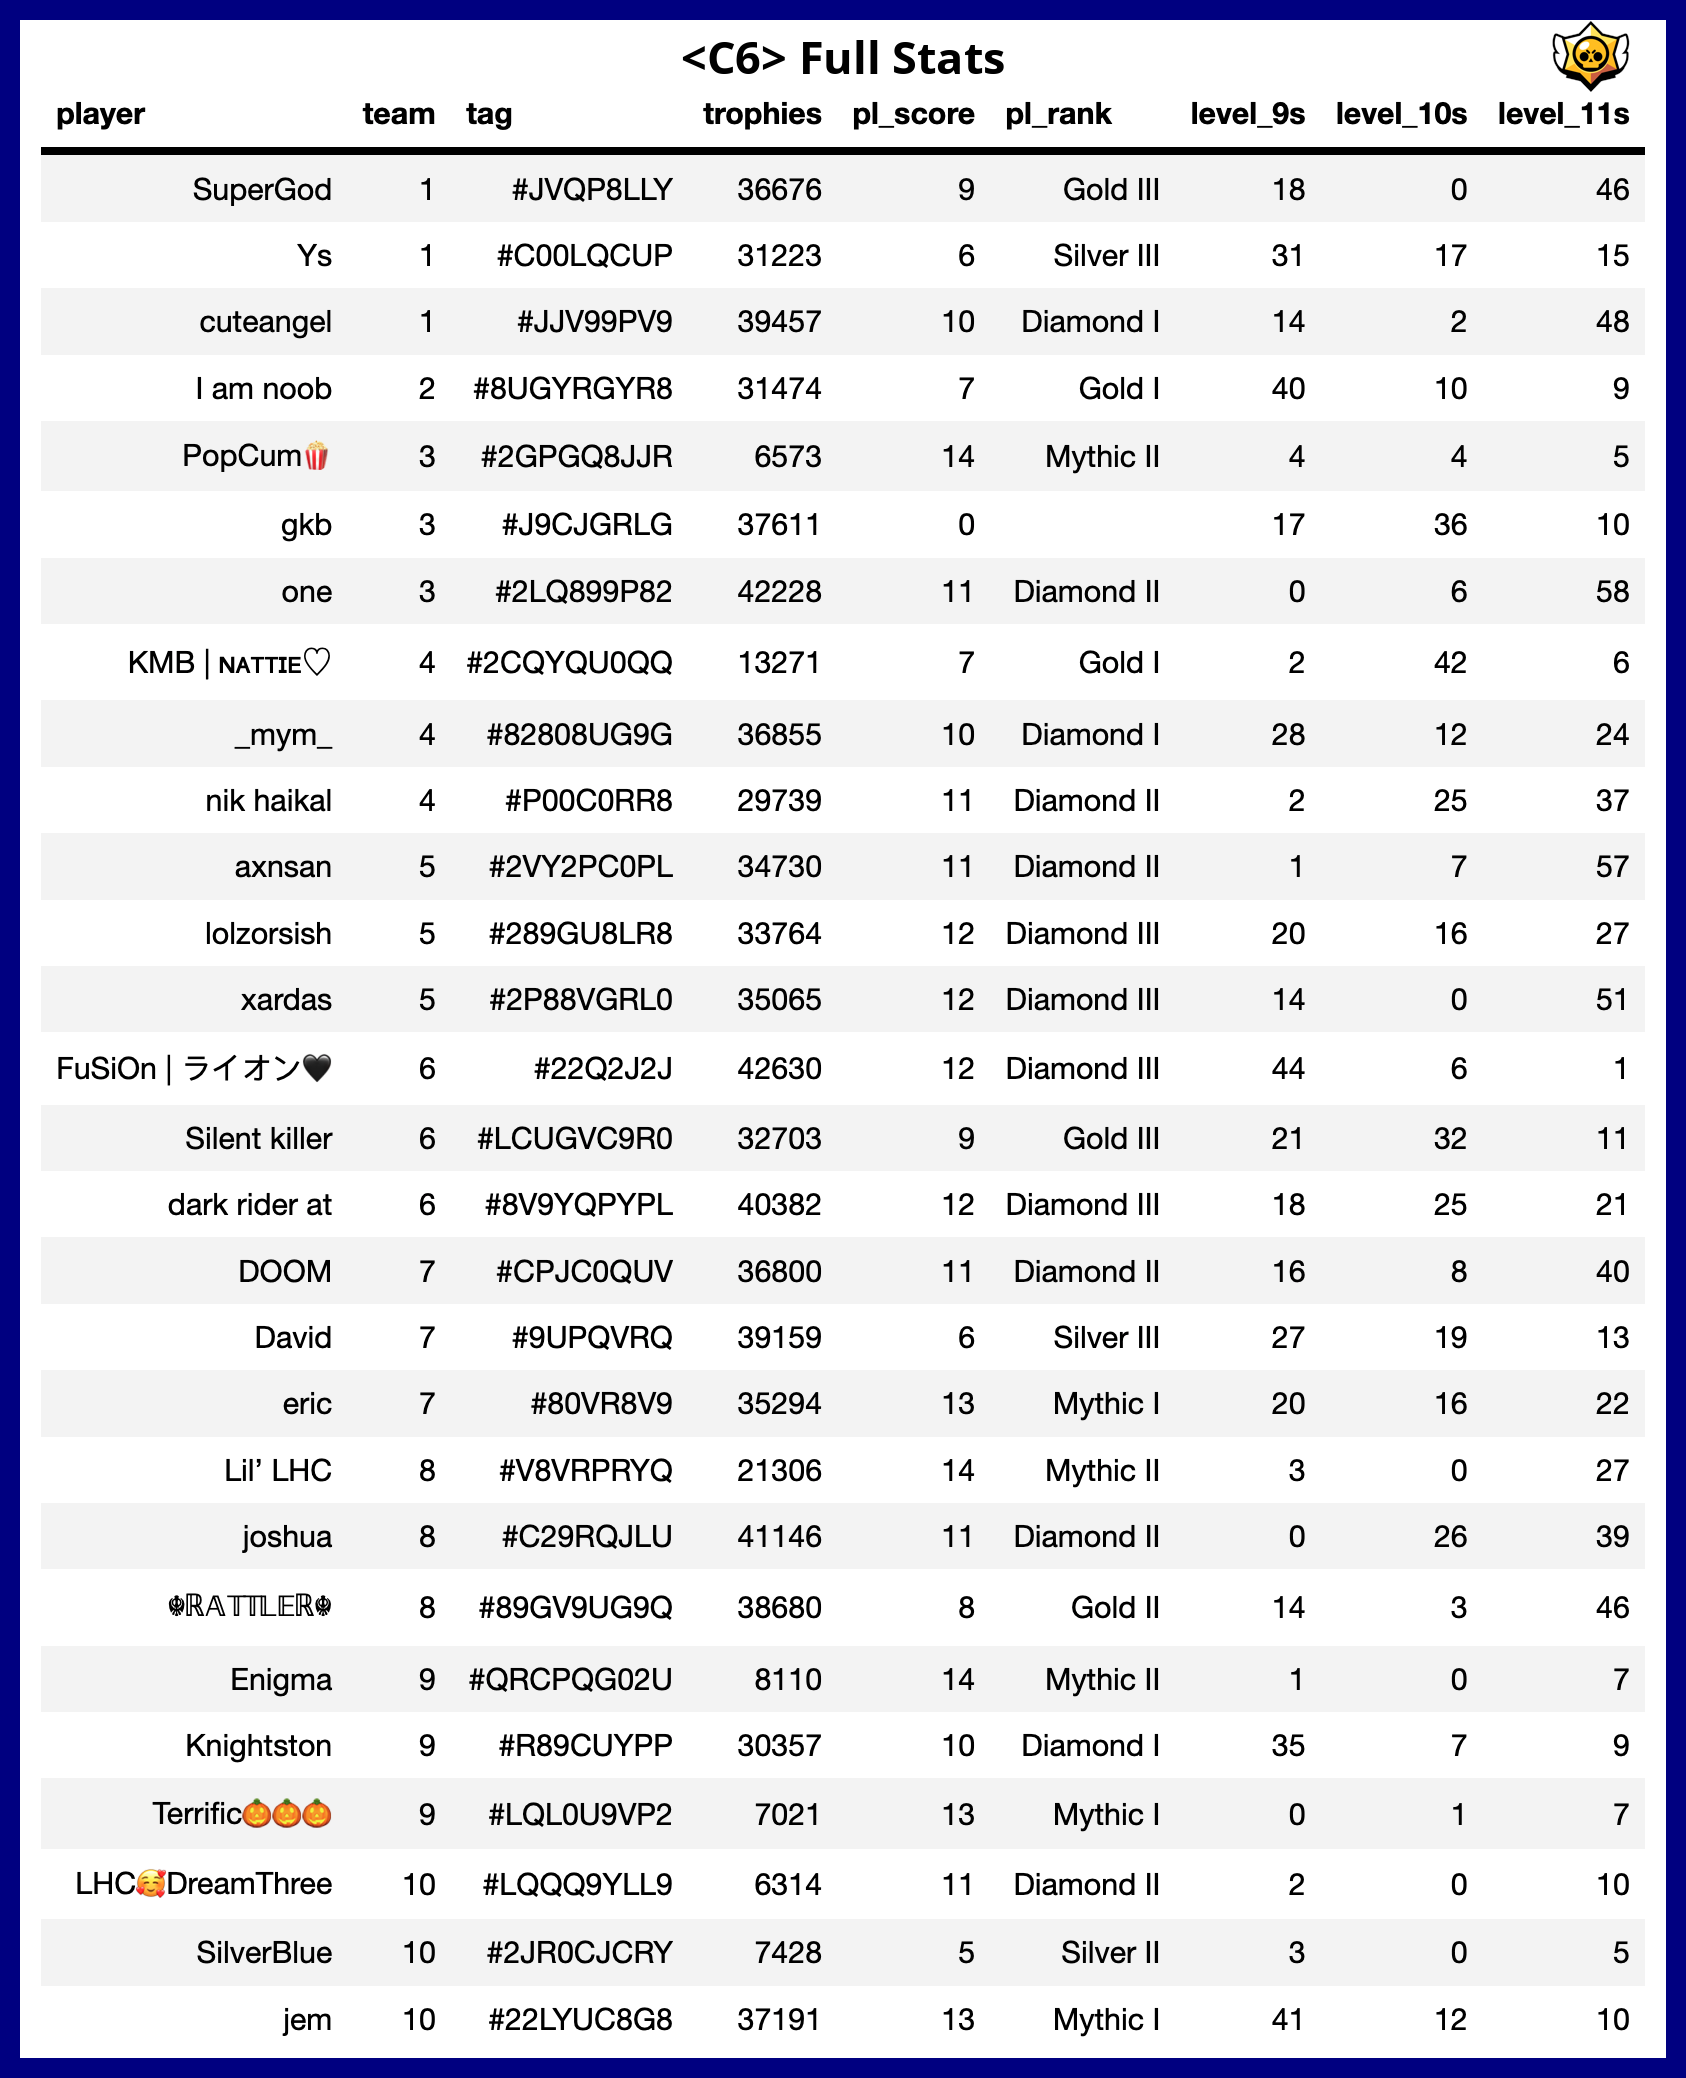 <C6> Full Stats
player team tag trophies pl_score pl_rank level_9s level_10s level_11s
SuperGod 1 #JVQP8LLY 36676 9 Gold III 18 0 46
Ys 1 #C00LQCUP 31223 6 Silver III 31 17 15
cuteangel 1 #JJV99PV9 39457 10 Diamond I 14 2 48
I am noob 2 #8UGYRGYR8 31474 7 Gold I 40 10 9
PopCum🍿 3 #2GPGQ8JJR 6573 14 Mythic II 4 4 5
gkb 3 #J9CJGRLG 37611 0 17 36 10
one 3 #2LQ899P82 42228 11 Diamond II 0 6 58
KMB | ɴᴀᴛᴛɪᴇ♡ 4 #2CQYQU0QQ 13271 7 Gold I 2 42 6
_mym_ 4 #82808UG9G 36855 10 Diamond I 28 12 24
nik haikal 4 #P00C0RR8 29739 11 Diamond II 2 25 37
axnsan 5 #2VY2PC0PL 34730 11 Diamond II 1 7 57
lolzorsish 5 #289GU8LR8 33764 12 Diamond III 20 16 27
xardas 5 #2P88VGRL0 35065 12 Diamond III 14 0 51
FuSiOn | ライオン🖤 6 #22Q2J2J 42630 12 Diamond III 44 6 1
Silent killer 6 #LCUGVC9R0 32703 9 Gold III 21 32 11
dark rider at 6 #8V9YQPYPL 40382 12 Diamond III 18 25 21
DOOM 7 #CPJC0QUV 36800 11 Diamond II 16 8 40
David 7 #9UPQVRQ 39159 6 Silver III 27 19 13
eric 7 #80VR8V9 35294 13 Mythic I 20 16 22
Lil’ LHC 8 #V8VRPRYQ 21306 14 Mythic II 3 0 27
joshua 8 #C29RQJLU 41146 11 Diamond II 0 26 39
☬ℝ𝔸𝕋𝕋𝕃𝔼ℝ☬ 8 #89GV9UG9Q 38680 8 Gold II 14 3 46
Enigma 9 #QRCPQG02U 8110 14 Mythic II 1 0 7
Knightston 9 #R89CUYPP 30357 10 Diamond I 35 7 9
Terrific🎃🎃🎃 9 #LQL0U9VP2 7021 13 Mythic I 0 1 7
LHC🥰DreamThree 10 #LQQQ9YLL9 6314 11 Diamond II 2 0 10
SilverBlue 10 #2JR0CJCRY 7428 5 Silver II 3 0 5
jem 10 #22LYUC8G8 37191 13 Mythic I 41 12 10